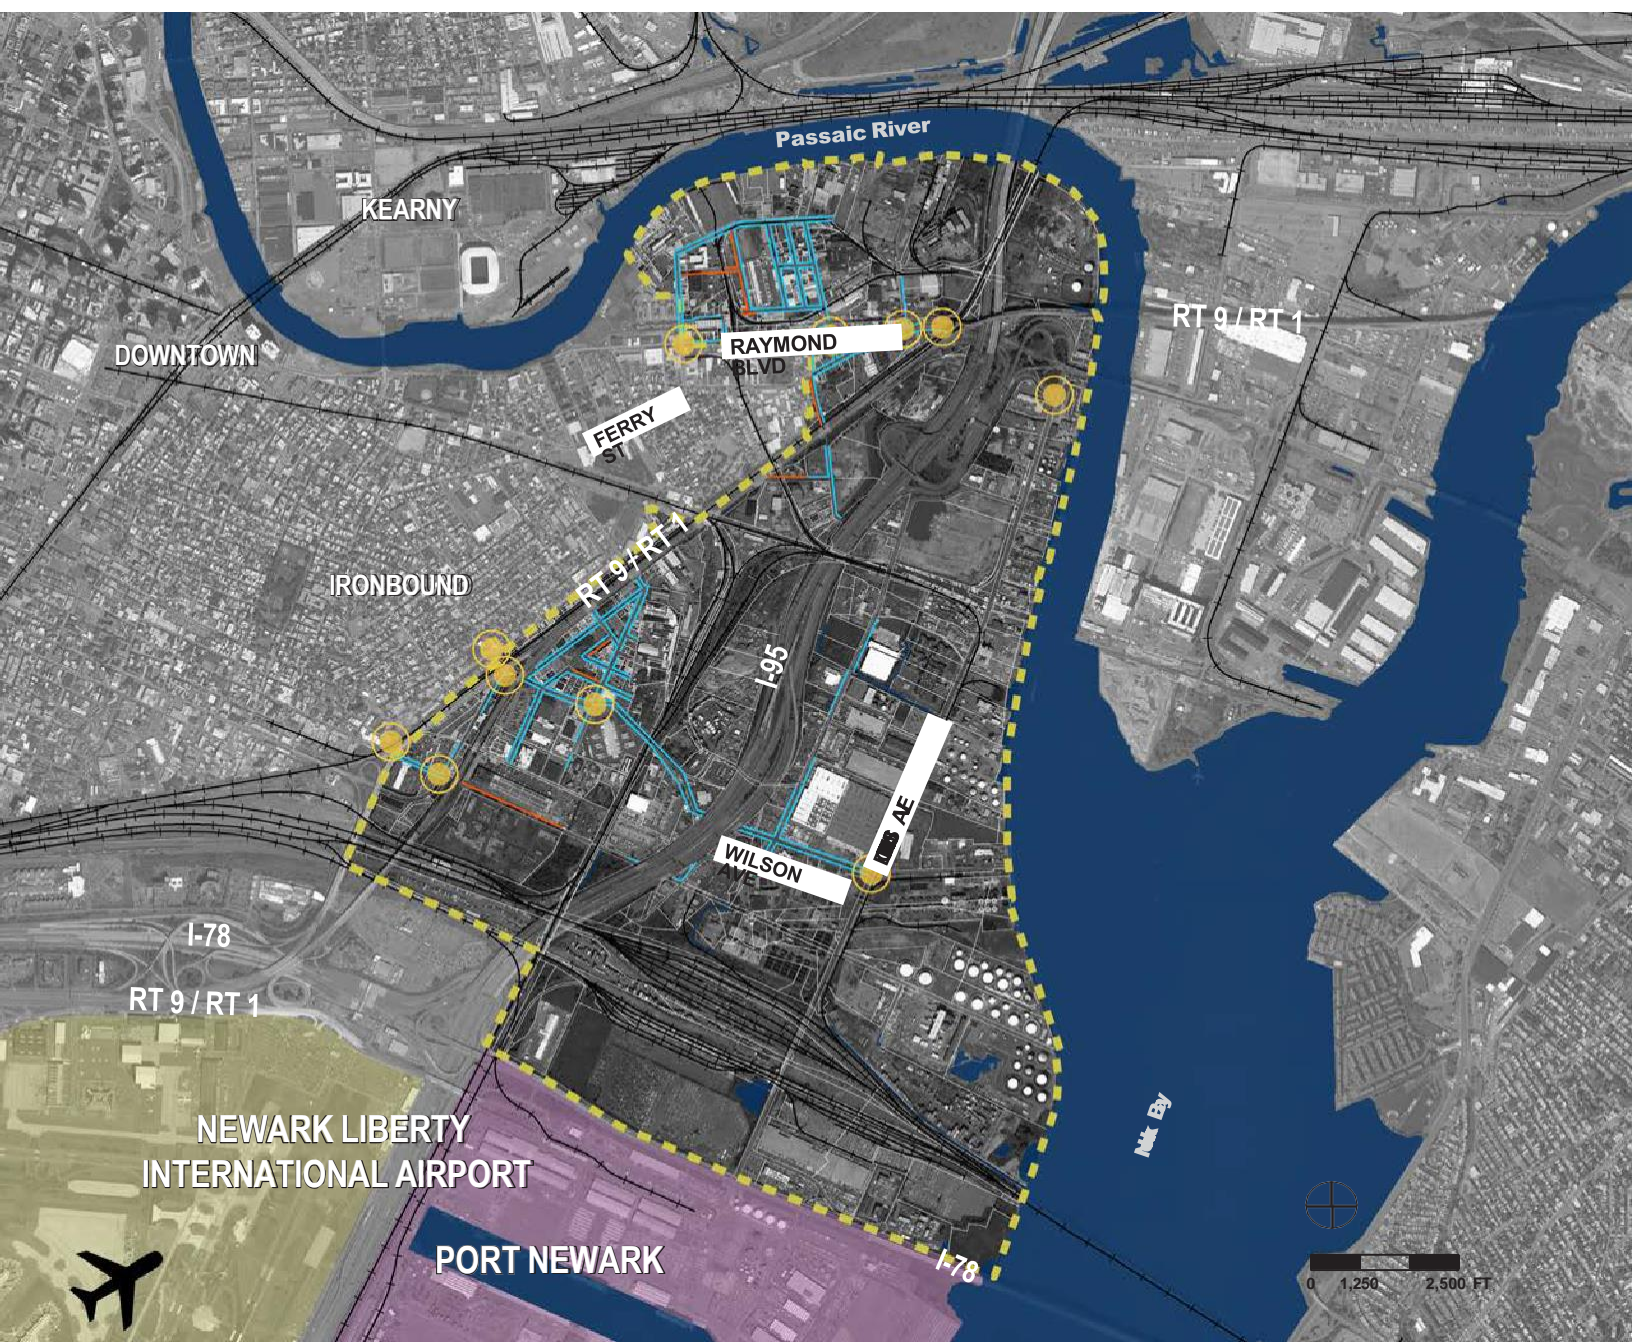 Passaic River
KEARNY
RT 9 / RT 1
RAYMOND
BLVD
DOWNTOWN
FERRY
ST
RT 9 / RT 1
IRONBOUND
I-95
AE
WILSON
AVE
I-78
RT 9 / RT 1
NEWARK LIBERTY
INTERNATIONAL AIRPORT
PORT NEWARK
I-78
0 1,250 2,500 FT